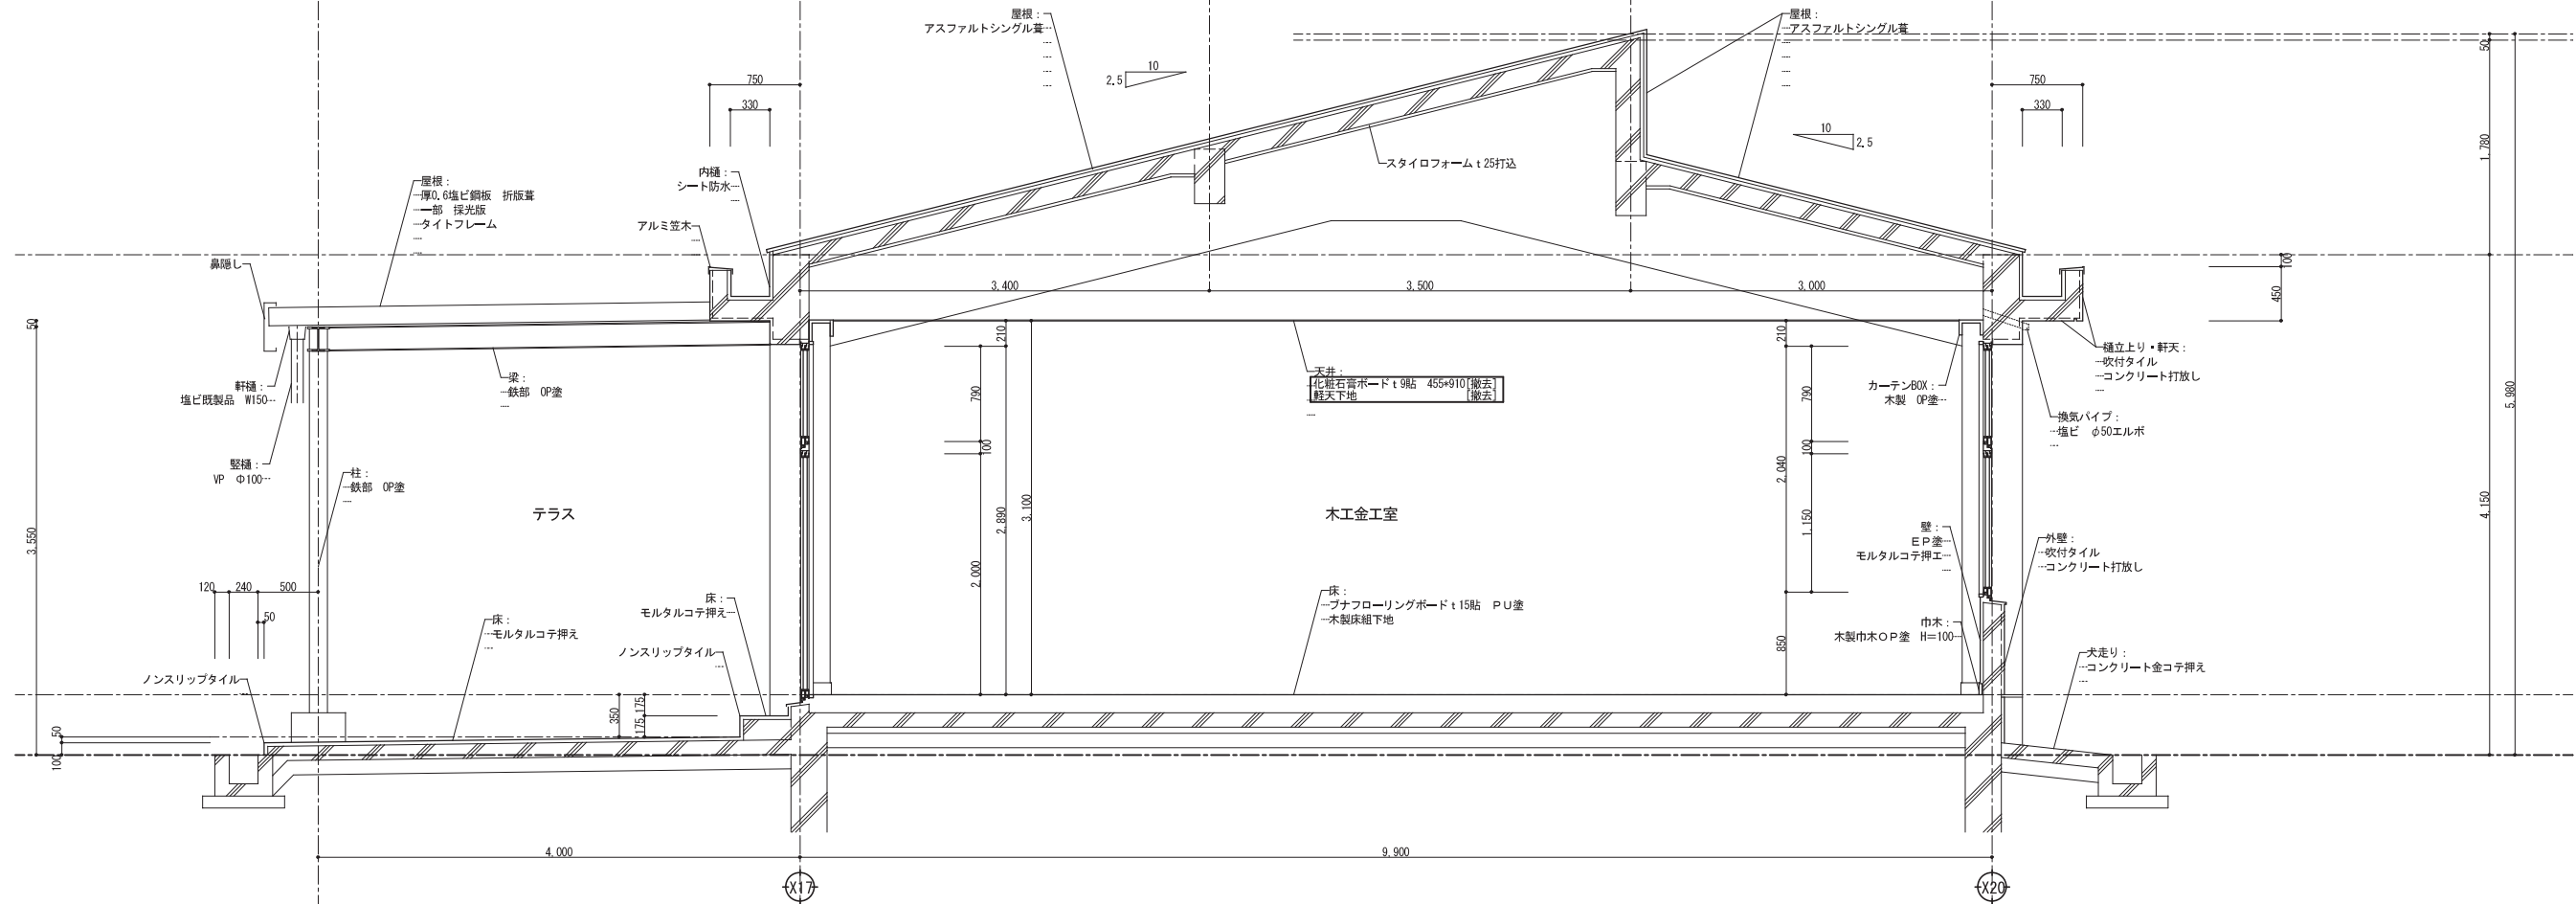 屋根：
アスファルトシングル葺
屋根：
アスファルトシングル葺
50
10
2.5
750
330
750
330
10
2.5
1,780
内樋：
シート防水
スタイロフォームｔ25打込
屋根：
厚0.6塩ビ鋼板　折版葺
一部　採光版
タイトフレーム
アルミ笠木
鼻隠し
100
450
3,400
3,500
3,000
50
210
210
樋立上り・軒天：
吹付タイル
コンクリート打放し
梁：
鉄部　OP塗
天井：
化粧石膏ボードｔ9貼　455*910[撤去]
軽天下地　[撤去]
カーテンBOX：
木製　OP塗
軒樋：
塩ビ既製品　W150
790
790
5,980
換気パイプ：
塩ビ　φ50エルボ
100
100
竪樋：
VP　Φ100
柱：
鉄部　OP塗
2,040
4,150
テラス
木工金工室
3,550
2,890
3,100
1,150
壁：
ＥＰ塗
モルタルコテ押エ
外壁：
吹付タイル
コンクリート打放し
120
240
500
50
2,000
床：
モルタルコテ押え
床：
ブナフローリングボードｔ15貼　ＰＵ塗
木製床組下地
床：
モルタルコテ押え
巾木：
木製巾木ＯＰ塗　H=100
850
ノンスリップタイル
犬走り：
コンクリート金コテ押え
ノンスリップタイル
350
175
175
50
100
4,000
9,900
X17
X20